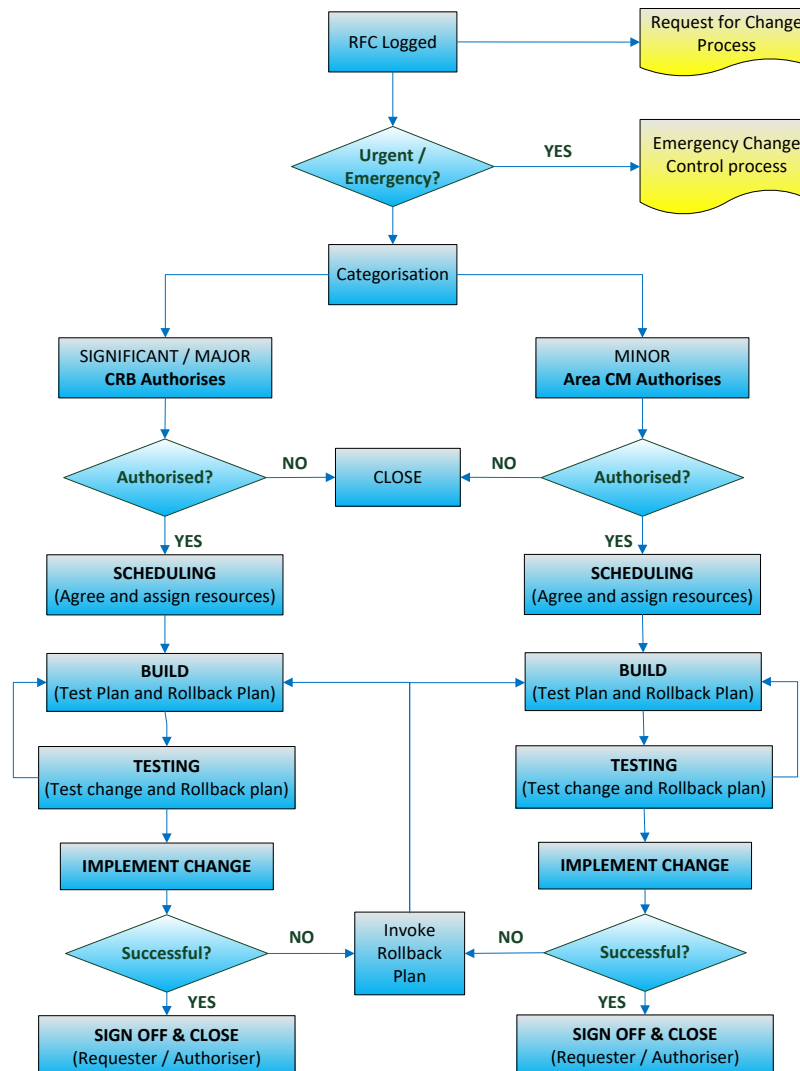 RFC Logged
Request for Change
Process
Urgent /
Emergency?
YES
Emergency Change
Control process
Categorisation
SIGNIFICANT / MAJOR
CRB Authorises
MINOR
Area CM Authorises
Authorised?
NO
CLOSE
NO
Authorised?
YES
YES
SCHEDULING
(Agree and assign resources)
SCHEDULING
(Agree and assign resources)
BUILD
(Test Plan and Rollback Plan)
BUILD
(Test Plan and Rollback Plan)
TESTING
(Test change and Rollback plan)
TESTING
(Test change and Rollback plan)
IMPLEMENT CHANGE
IMPLEMENT CHANGE
Successful?
NO
Invoke
Rollback
Plan
NO
Successful?
YES
YES
SIGN OFF & CLOSE
(Requester / Authoriser)
SIGN OFF & CLOSE
(Requester / Authoriser)